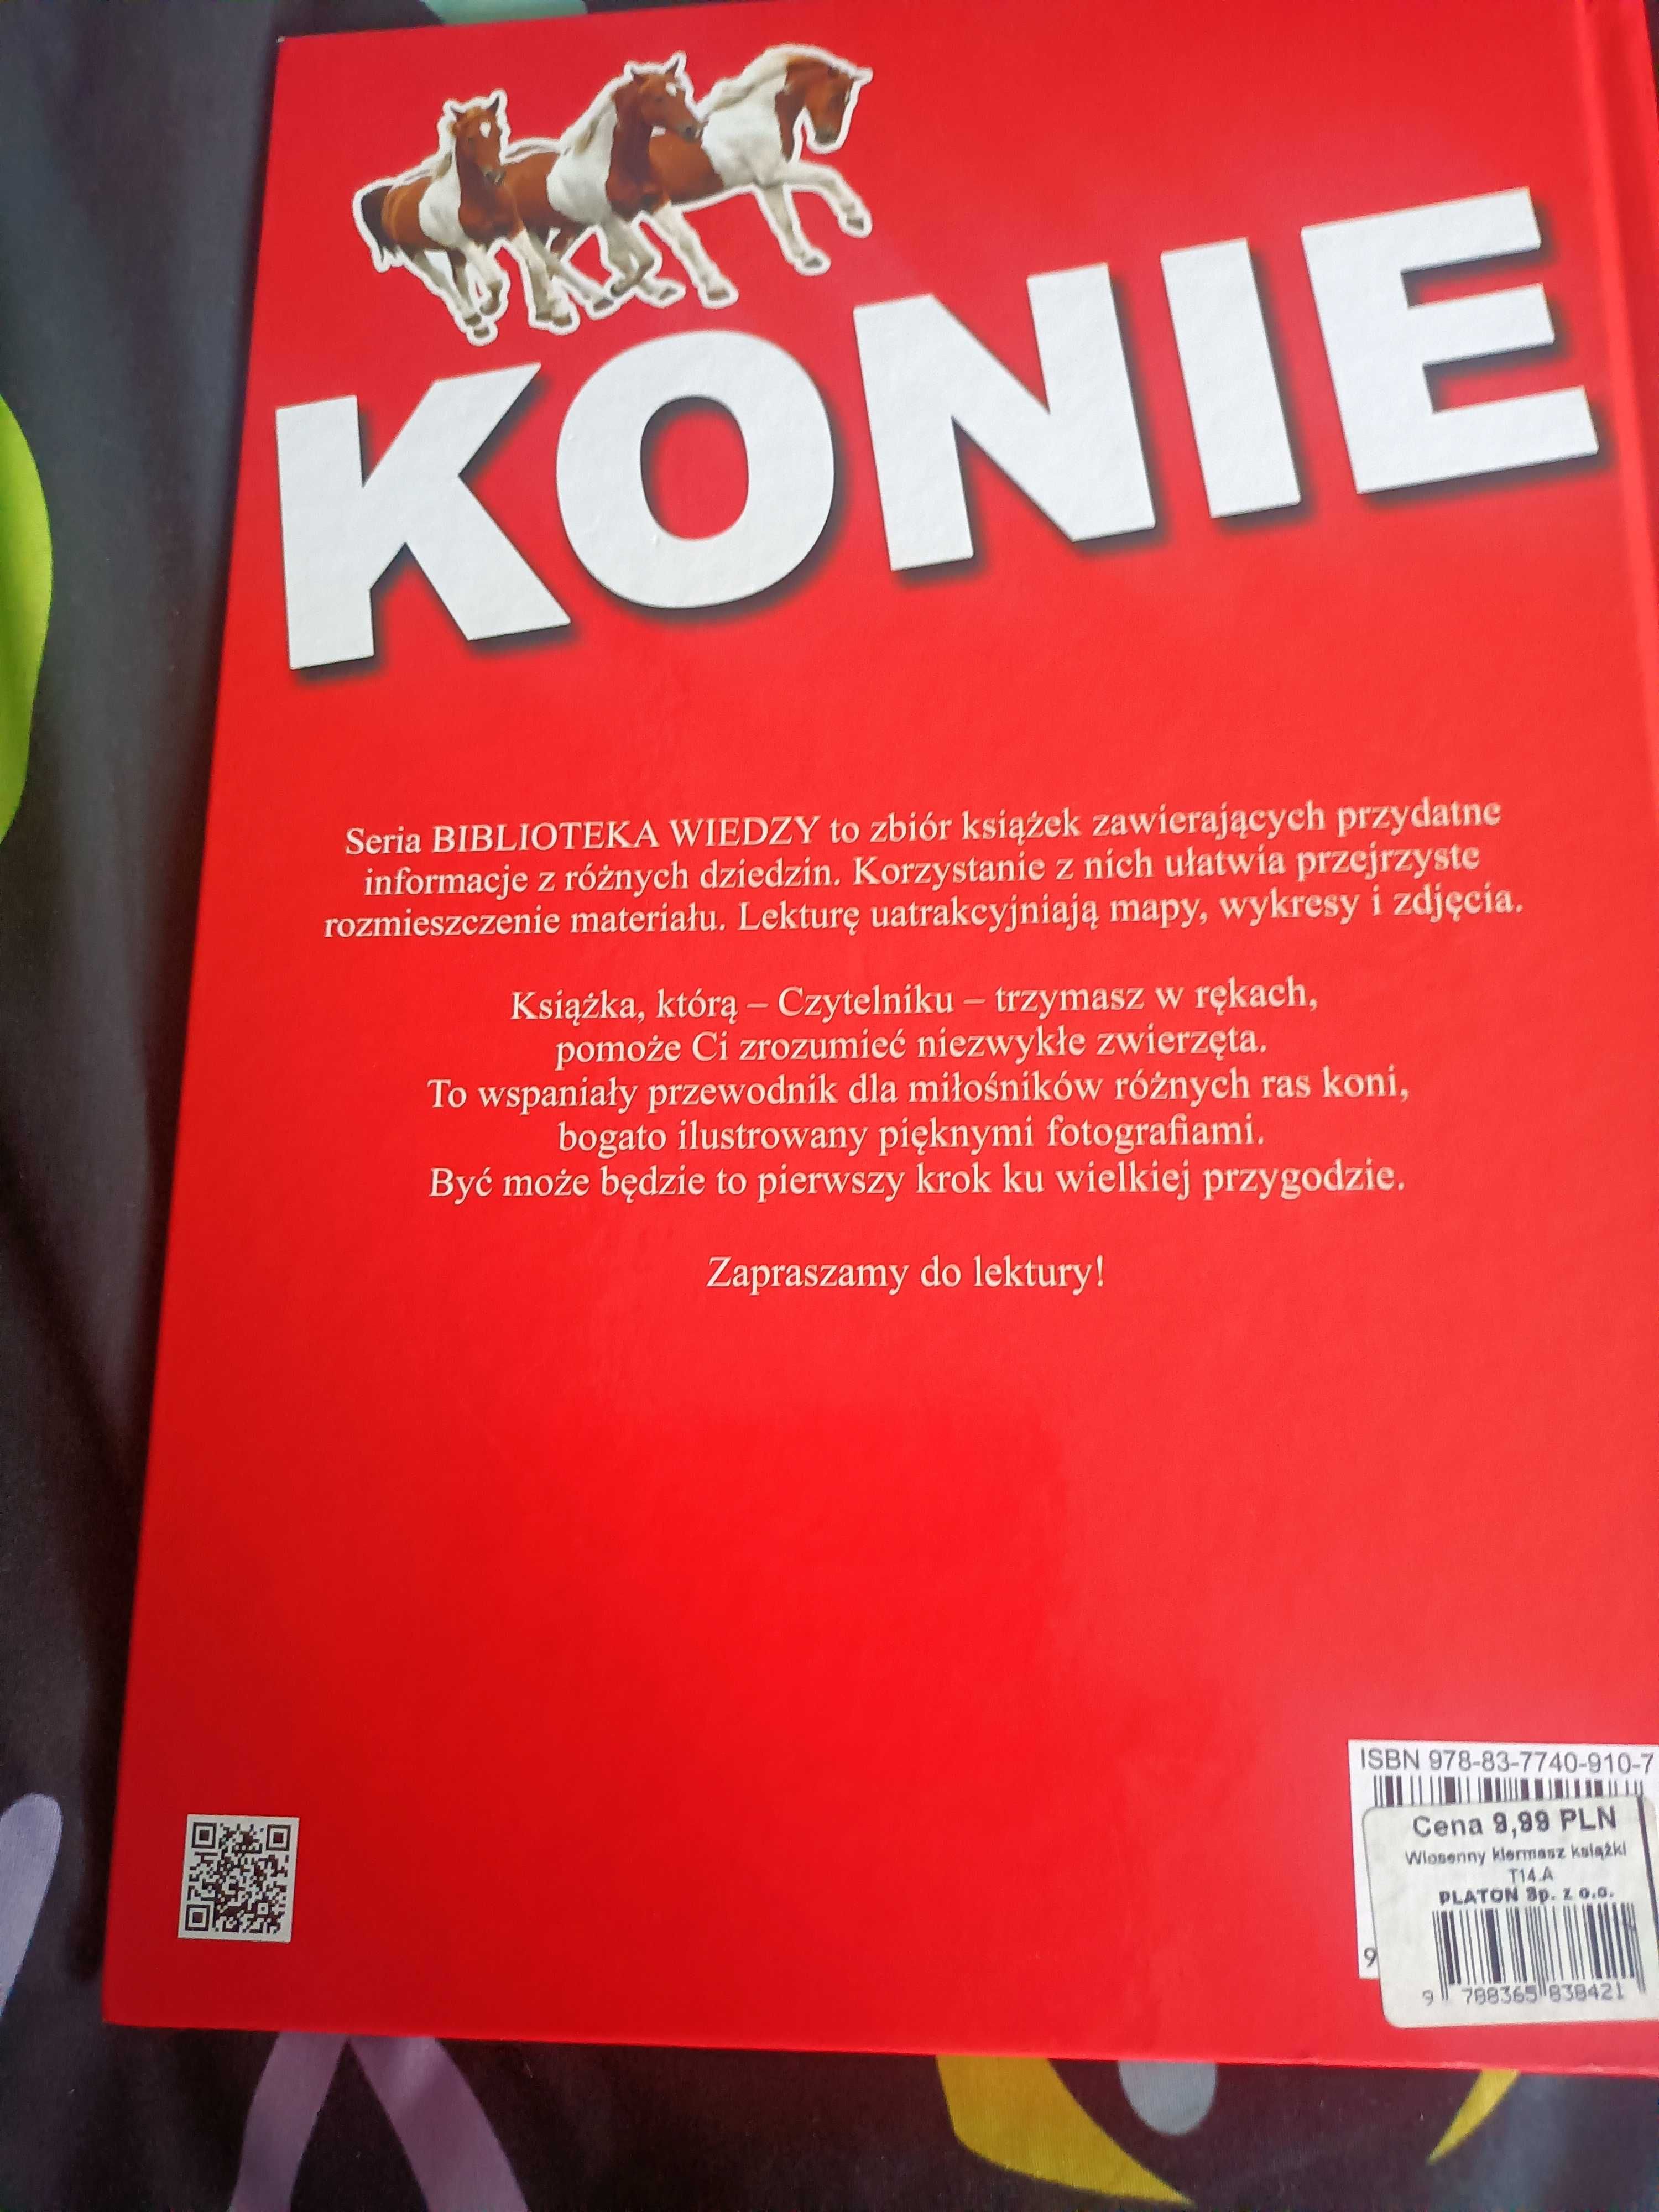 KONIE
Seria BIBLIOTEKA WIEDZY to zbiór książek zawierających przydatne
informacje z różnych dziedzin. Korzystanie z nich ułatwia przejrzyste
rozmieszczenie materiału. Lekturę uatrakcyjniają mapy, wykresy i zdjęcia.
Książka, którą – Czytelniku – trzymasz w rękach,
pomoże Ci zrozumieć niezwykłe zwierzęta.
To wspaniały przewodnik dla miłośników różnych ras koni,
bogato ilustrowany pięknymi fotografiami.
Być może będzie to pierwszy krok ku wielkiej przygodzie.
Zapraszamy do lektury!
ISBN 978-83-7740-910-7
Cena 9,99 PLN
Wiosenny kiermasz książki
T14.A
PLATON Sp. z o.o.
9
9 788365 838421